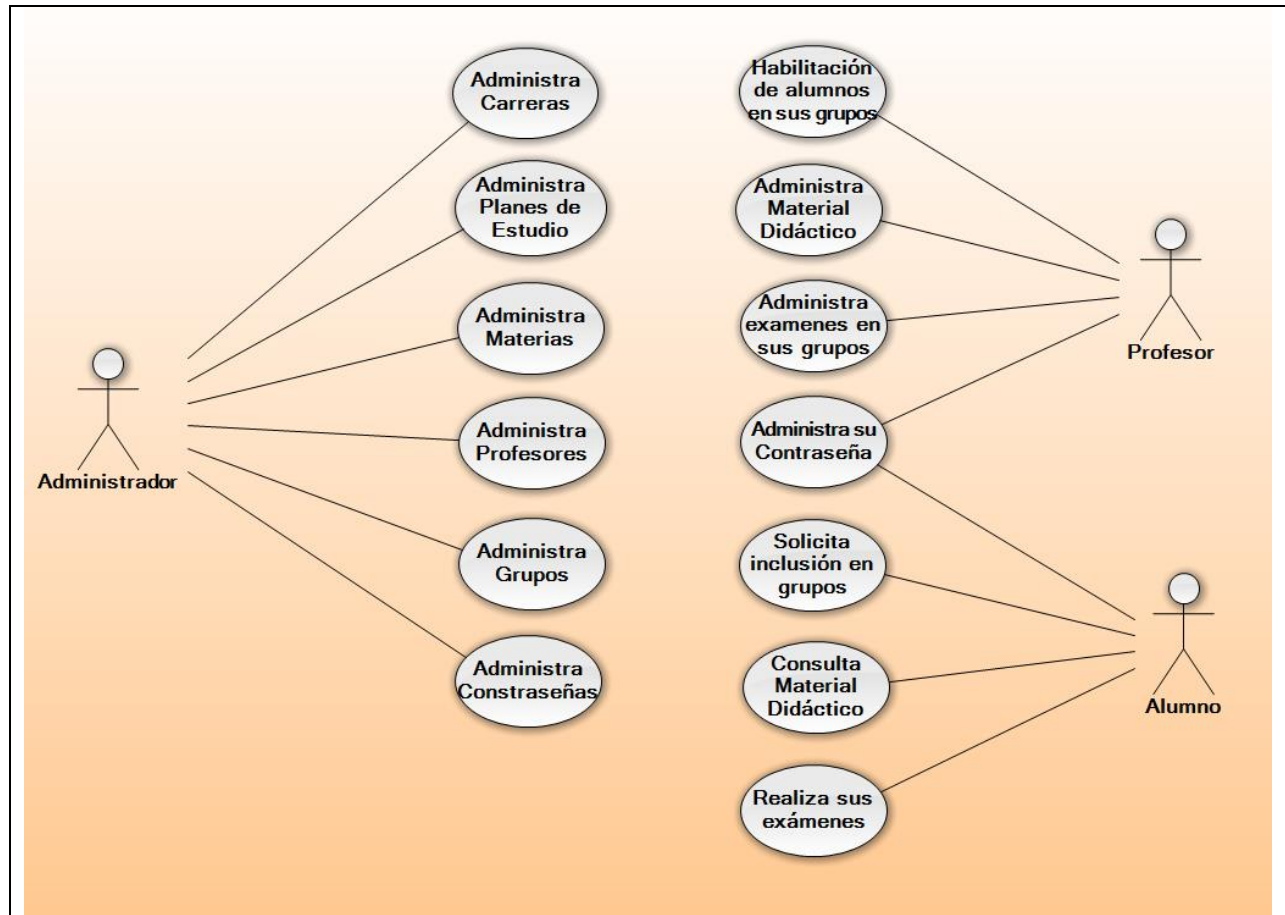 Administra
Carreras
Administra
Planes de
Estudio
Administra
Materias
Administra
Profesores
Administra
Grupos
Administra
Constraseñas
Administrador
Habilitación
de alumnos
en sus grupos
Administra
Material
Didáctico
Administra
examenes en
sus grupos
Administra su
Contraseña
Solicita
inclusión en
grupos
Consulta
Material
Didáctico
Realiza sus
exámenes
Profesor
Alumno